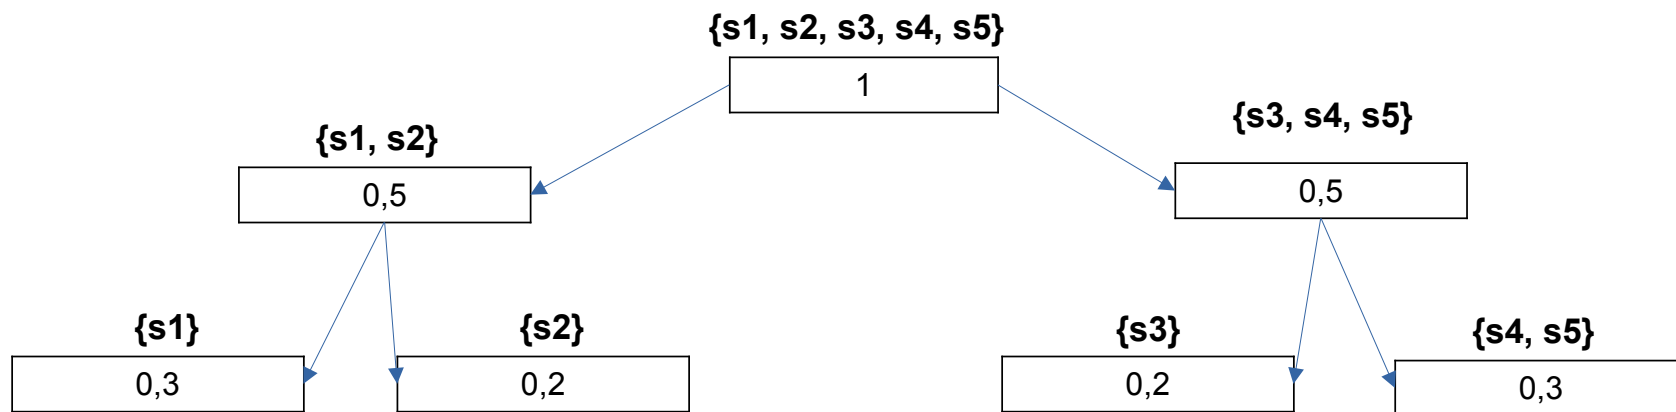 {s1, s2, s3, s4, s5}
1
{s1, s2}
0,5
{s3, s4, s5}
0,5
{s1}
0,3
{s2}
0,2
{s3}
0,2
{s4, s5}
0,3